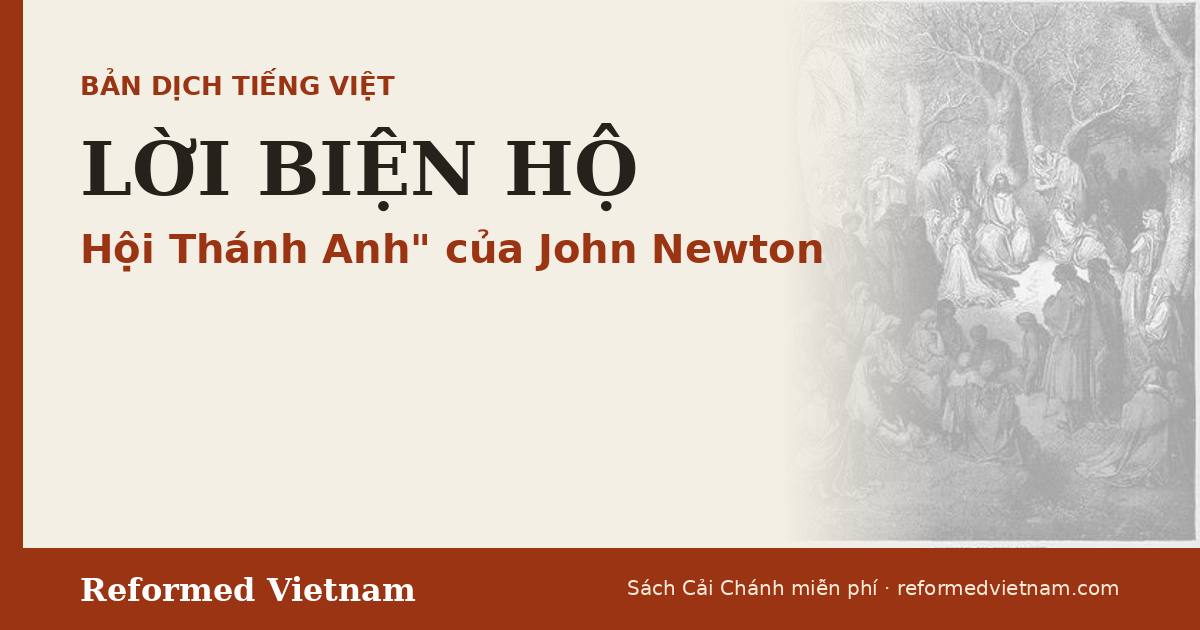 BẢN DỊCH TIẾNG VIỆT
LỜI BIỆN HỘ
Hội Thánh Anh" của John Newton
Reformed Vietnam
Sách Cải Chánh miễn phí · reformedvietnam.com